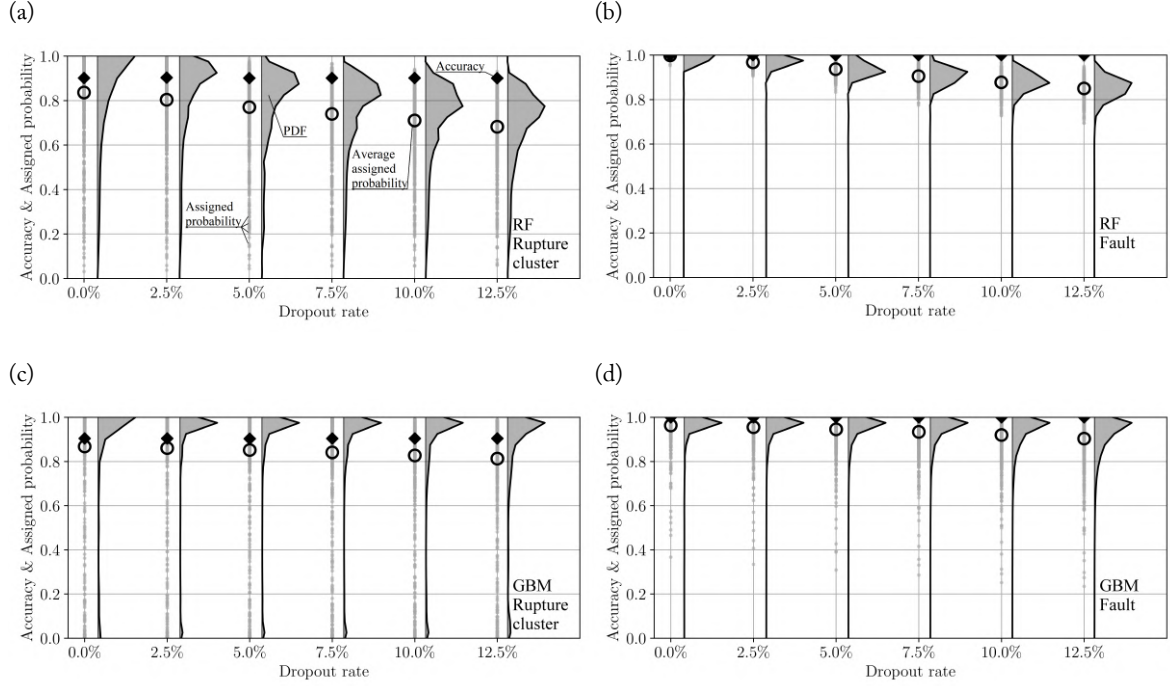 (a)
Accuracy & Assigned probability
1.0
0.8
0.6
0.4
0.2
0.0
Accuracy
PDF
Average
assigned
probability
Assigned
probability
RF
Rupture
cluster
0.0%
2.5%
5.0%
7.5%
10.0%
12.5%
Dropout rate
(b)
Accuracy & Assigned probability
1.0
0.8
0.6
0.4
0.2
0.0
RF
Fault
0.0%
2.5%
5.0%
7.5%
10.0%
12.5%
Dropout rate
(c)
Accuracy & Assigned probability
1.0
0.8
0.6
0.4
0.2
0.0
GBM
Rupture
cluster
0.0%
2.5%
5.0%
7.5%
10.0%
12.5%
Dropout rate
(d)
Accuracy & Assigned probability
1.0
0.8
0.6
0.4
0.2
0.0
GBM
Fault
0.0%
2.5%
5.0%
7.5%
10.0%
12.5%
Dropout rate